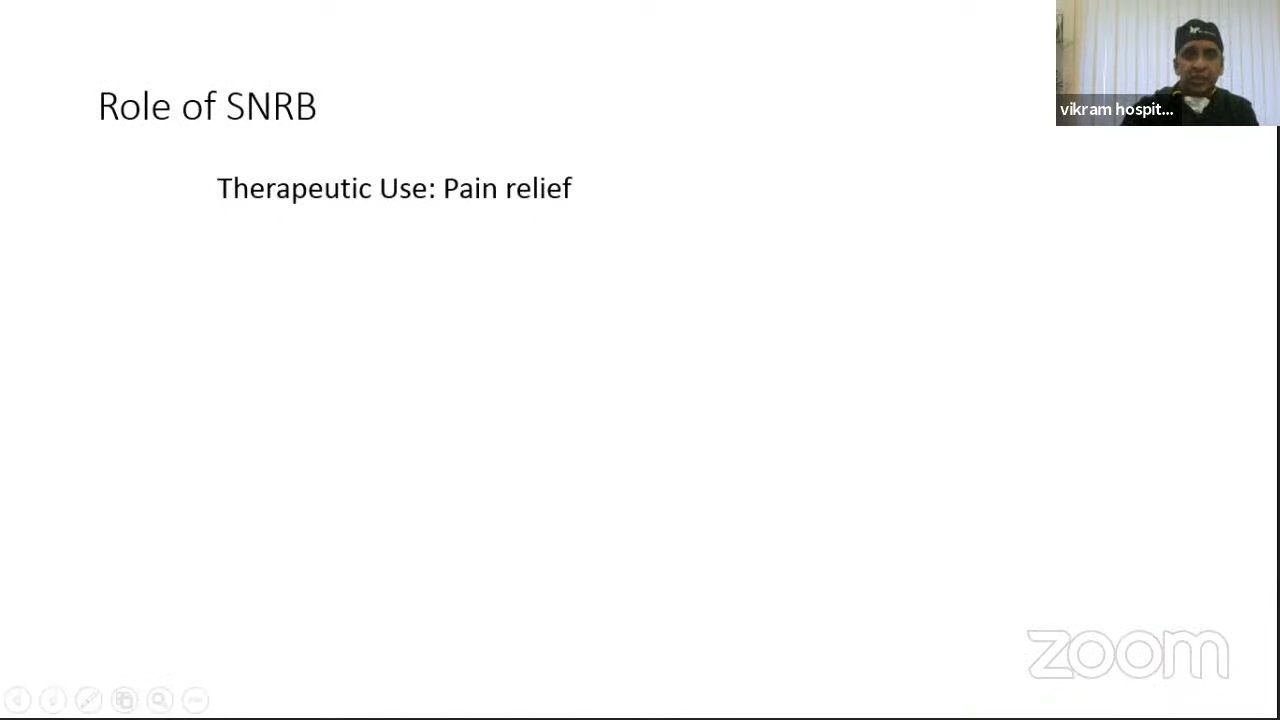 Role of SNRB
vikram hospit...
Therapeutic Use: Pain relief
zoom